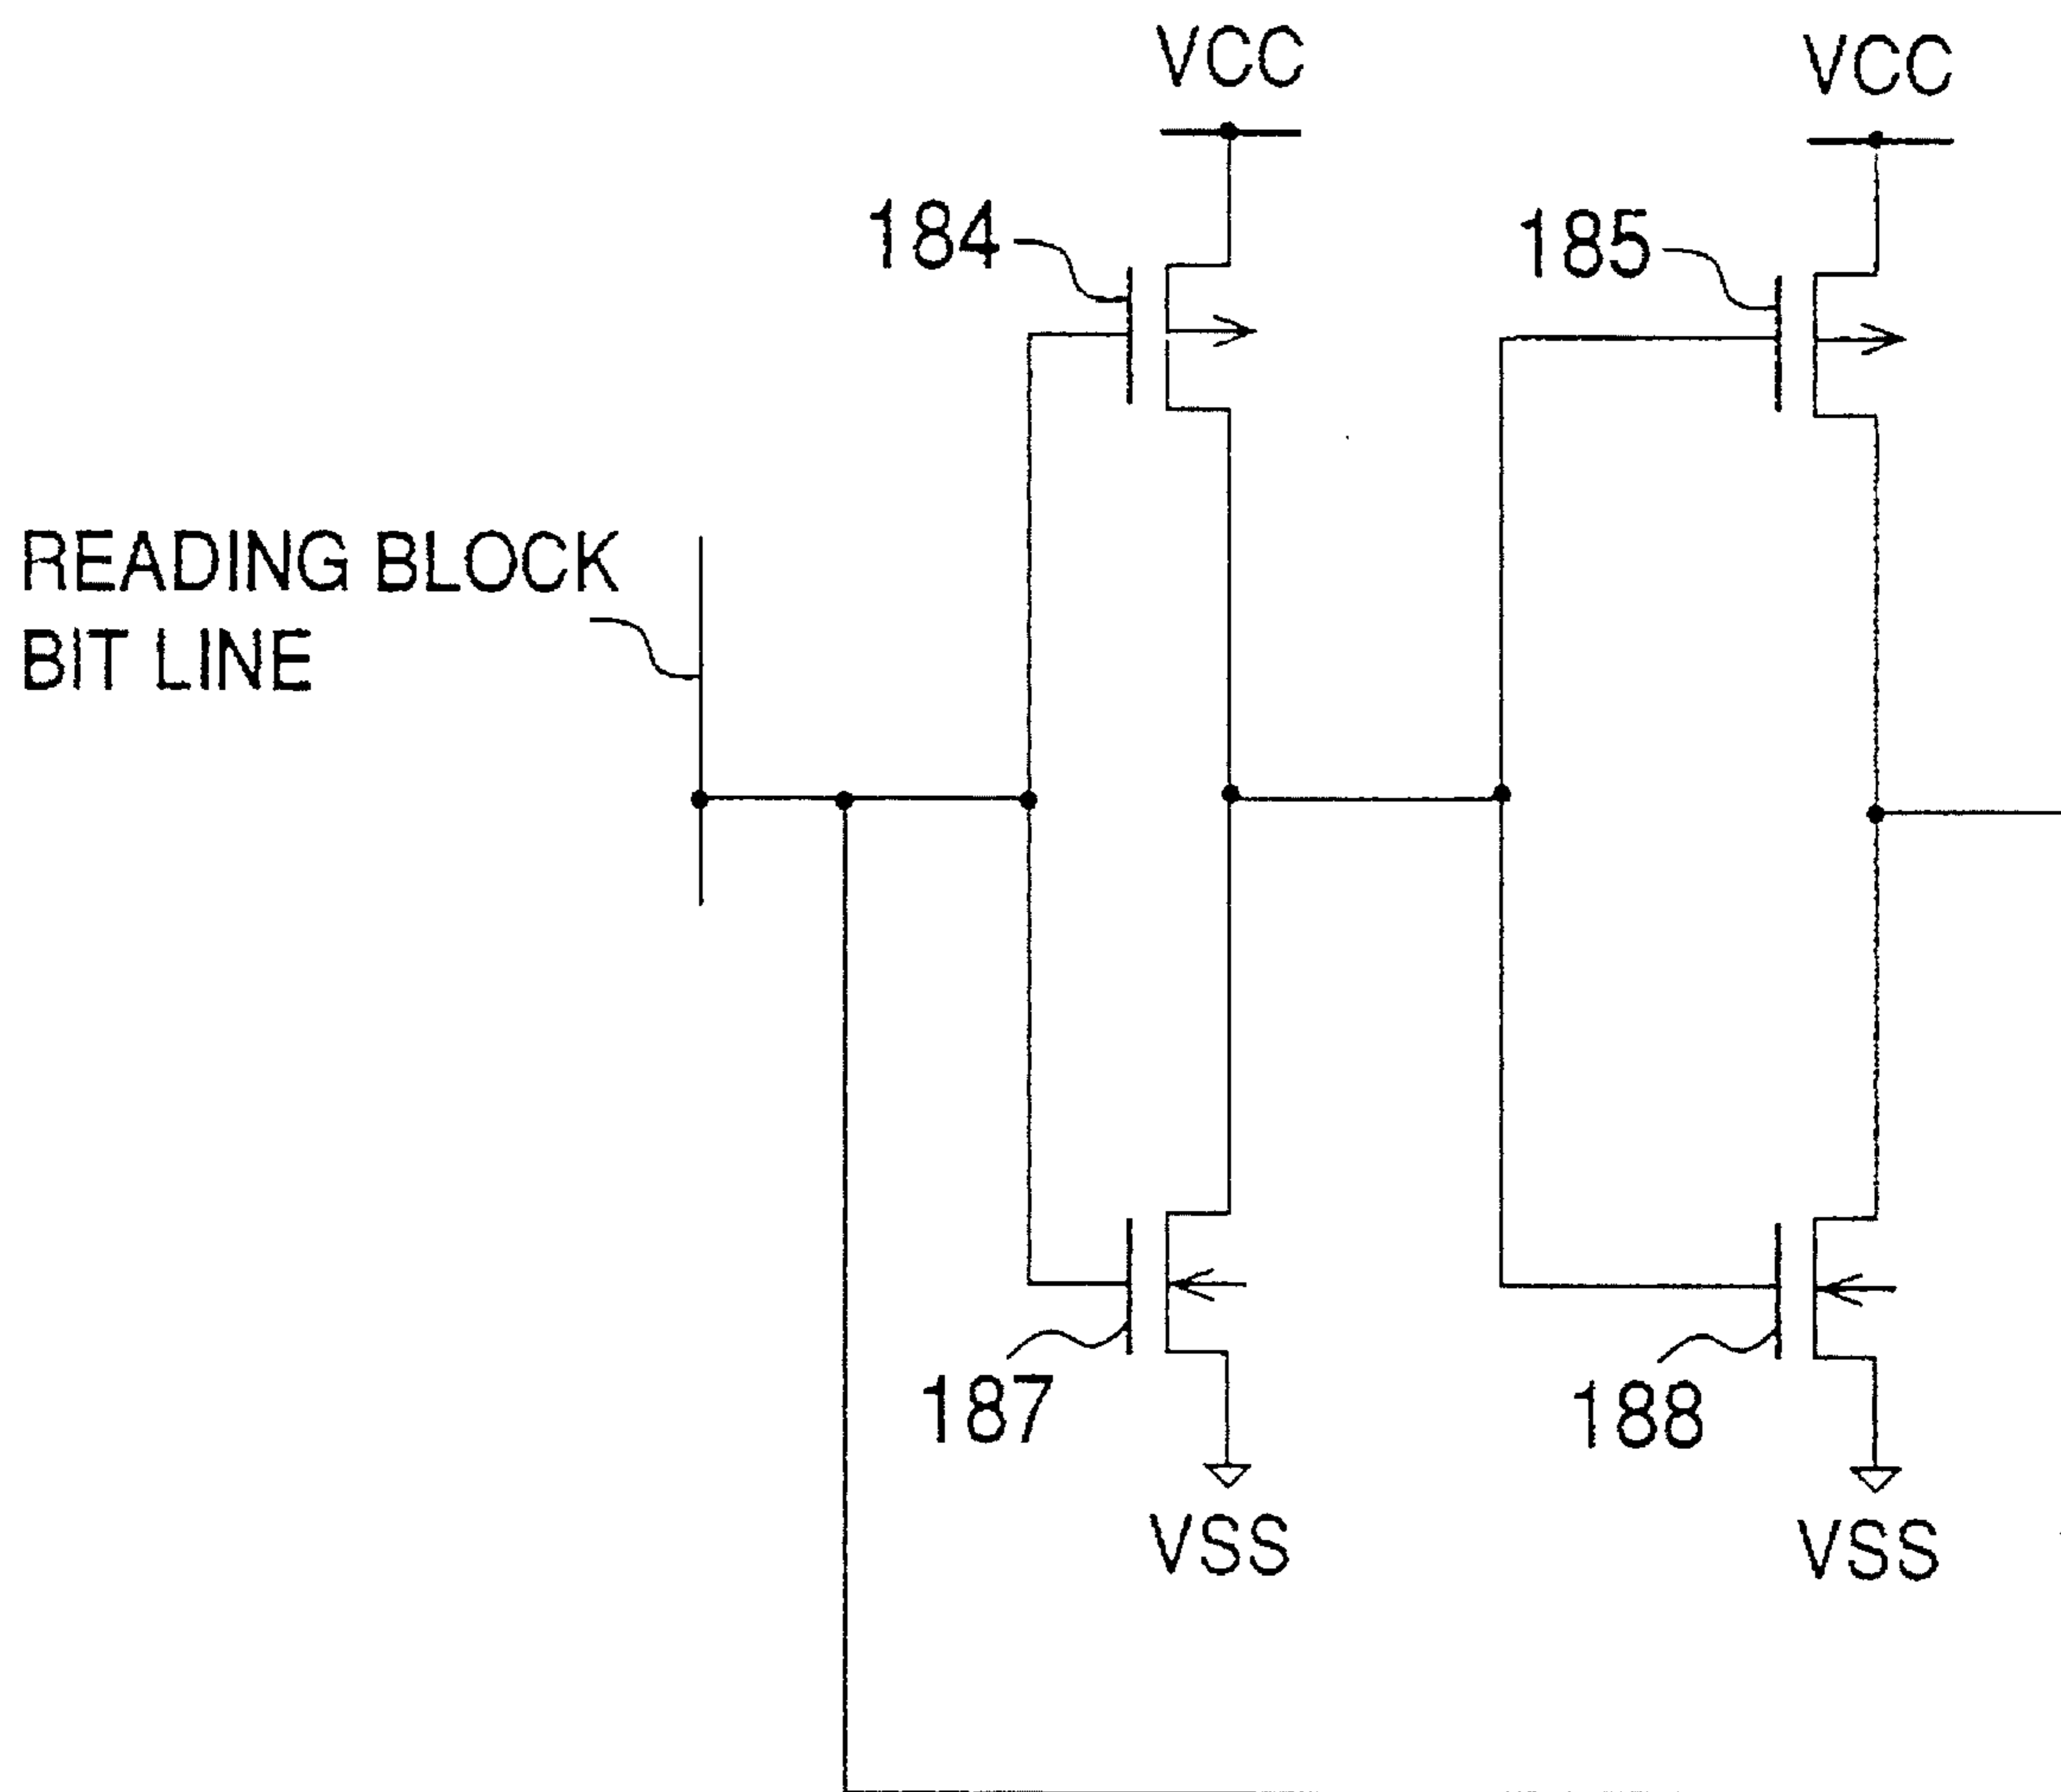 VCC
VCC
184
185
READING BLOCK
BIT LINE
187
188
VSS
VSS